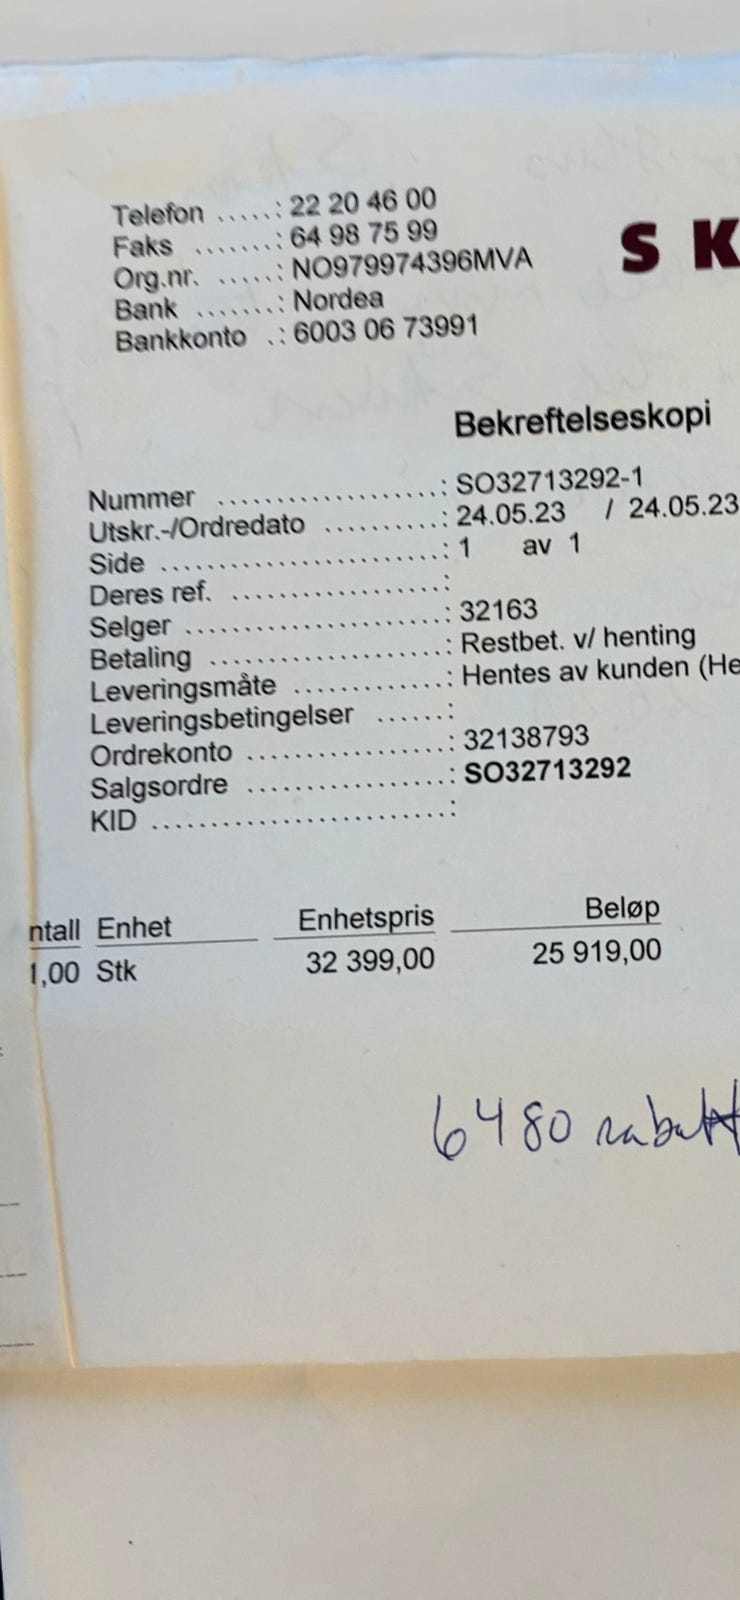 Telefon .....: 22 20 46 00
Faks .......: 64 98 75 99
Org.nr. .....: NO979974396MVA
Bank .......: Nordea
Bankkonto .: 6003 06 73991
S K
Bekreftelseskopi
Nummer ....................: SO32713292-1
Utskr.-/Ordredato ..........: 24.05.23 / 24.05.23
Side .........................: 1 av 1
Deres ref. ...................:
Selger .......................: 32163
Betaling .....................: Restbet. v/ henting
Leveringsmåte .............: Hentes av kunden (He
Leveringsbetingelser ......:
Ordrekonto .................: 32138793
Salgsordre .................: SO32713292
KID ..........................:
ntall Enhet Enhetspris Beløp
1,00 Stk 32 399,00 25 919,00
6480 rabatt